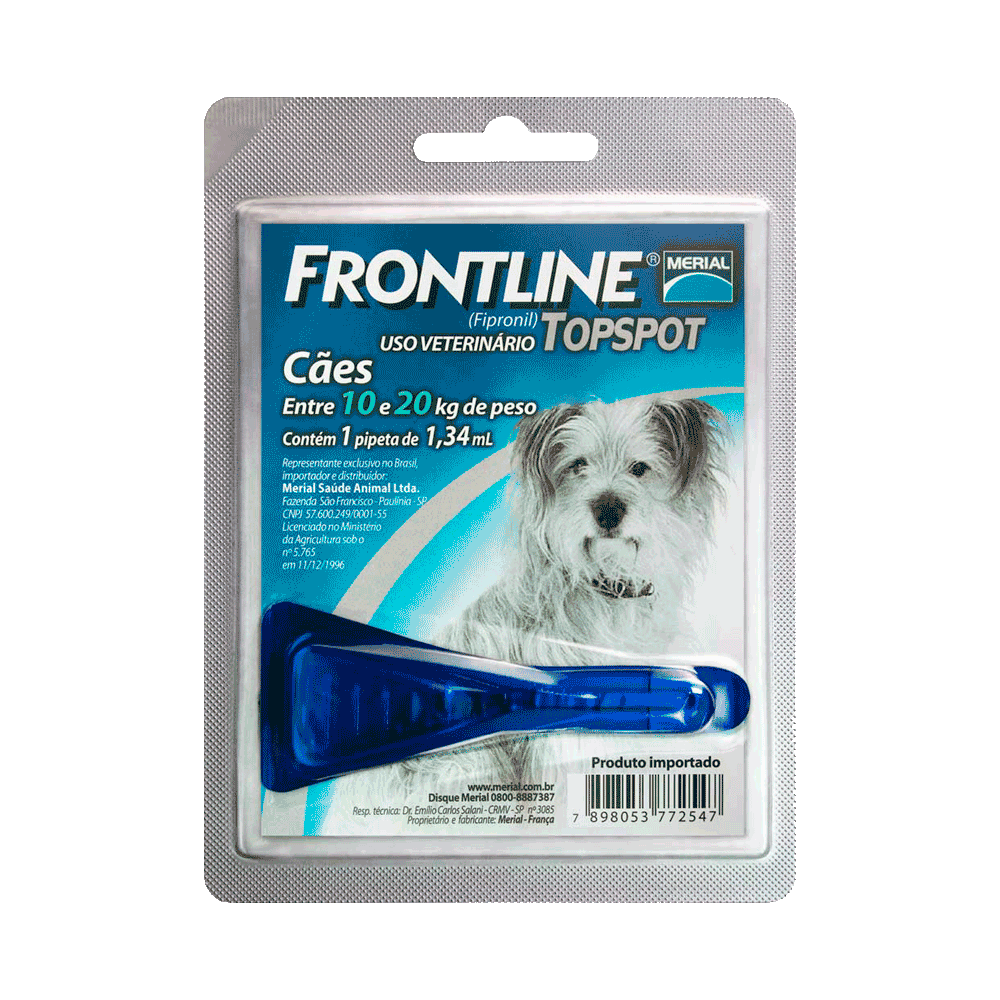 FRONTLINE®
MERIAL
(Fipronil)
USO VETERINÁRIO TOPSPOT
Cães
Entre 10 e 20 kg de peso
Contém 1 pipeta de 1,34 mL
Representante exclusivo no Brasil,
importador e distribuidor:
Merial Saúde Animal Ltda.
Fazenda São Francisco - Paulínia - SP
CNPJ 57.600.249/0001-55
Licenciado no Ministério
da Agricultura sob o
nº 5.765
em 11/12/1996
Produto importado
www.merial.com.br
Disque Merial 0800-8887387
Resp. técnica: Dr. Emílio Carlos Salani - CRMV - SP nº 3085
Proprietário e fabricante: Merial - França
7 898053 772547